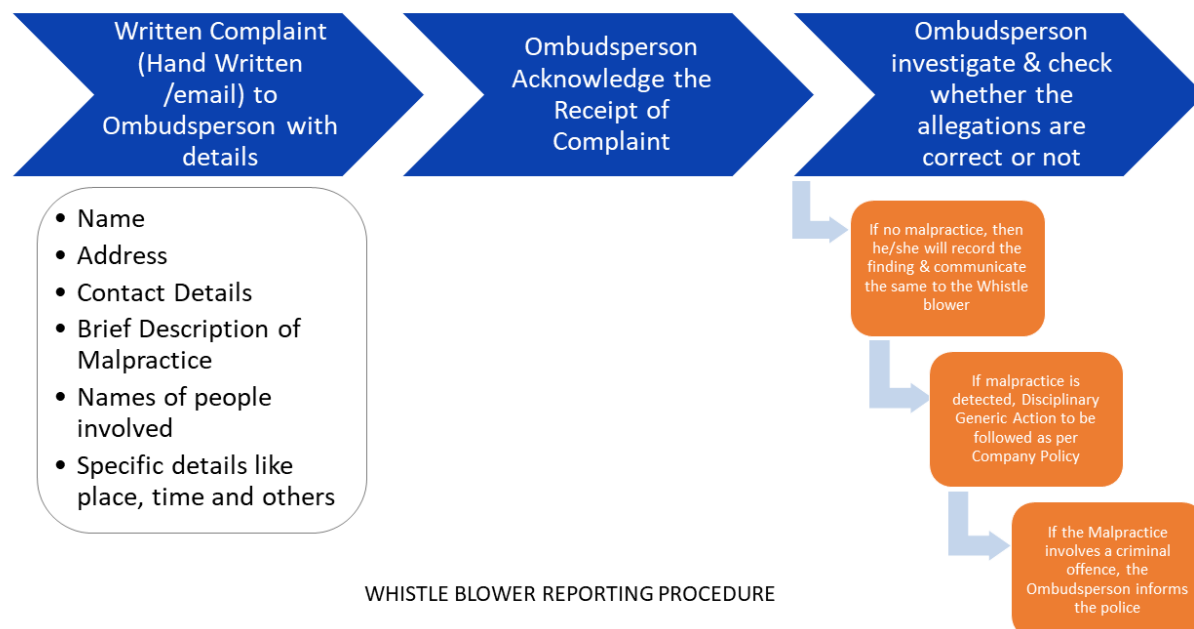 Written Complaint
(Hand Written
/email) to
Ombudsperson with
details
Ombudsperson
Acknowledge the
Receipt of
Complaint
Ombudsperson
investigate & check
whether the
allegations are
correct or not
• Name
• Address
• Contact Details
• Brief Description of
Malpractice
• Names of people
involved
• Specific details like
place, time and others
If no malpractice, then
he/she will record the
finding & communicate
the same to the Whistle
blower
If malpractice is
detected, Disciplinary
Generic Action to be
followed as per
Company Policy
If the Malpractice
involves a criminal
offence, the
Ombudsperson informs
the police
WHISTLE BLOWER REPORTING PROCEDURE